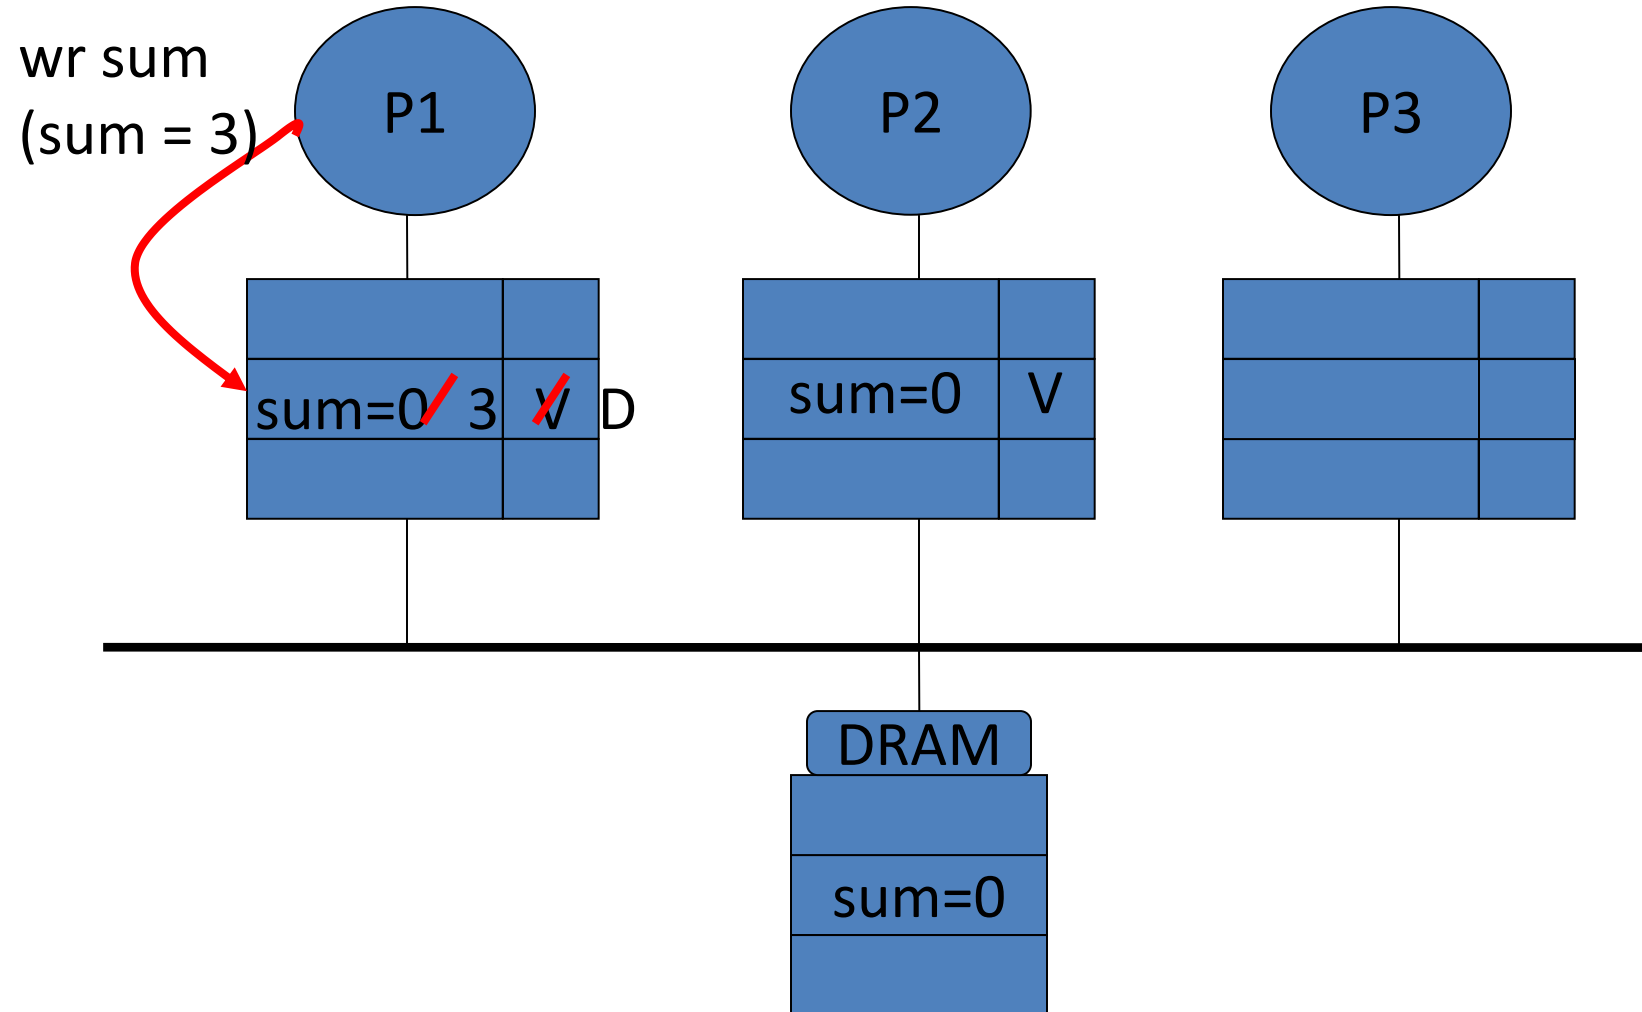 wr sum
(sum = 3)
P1
P2
P3
sum=0 3 V D
sum=0 V
DRAM
sum=0